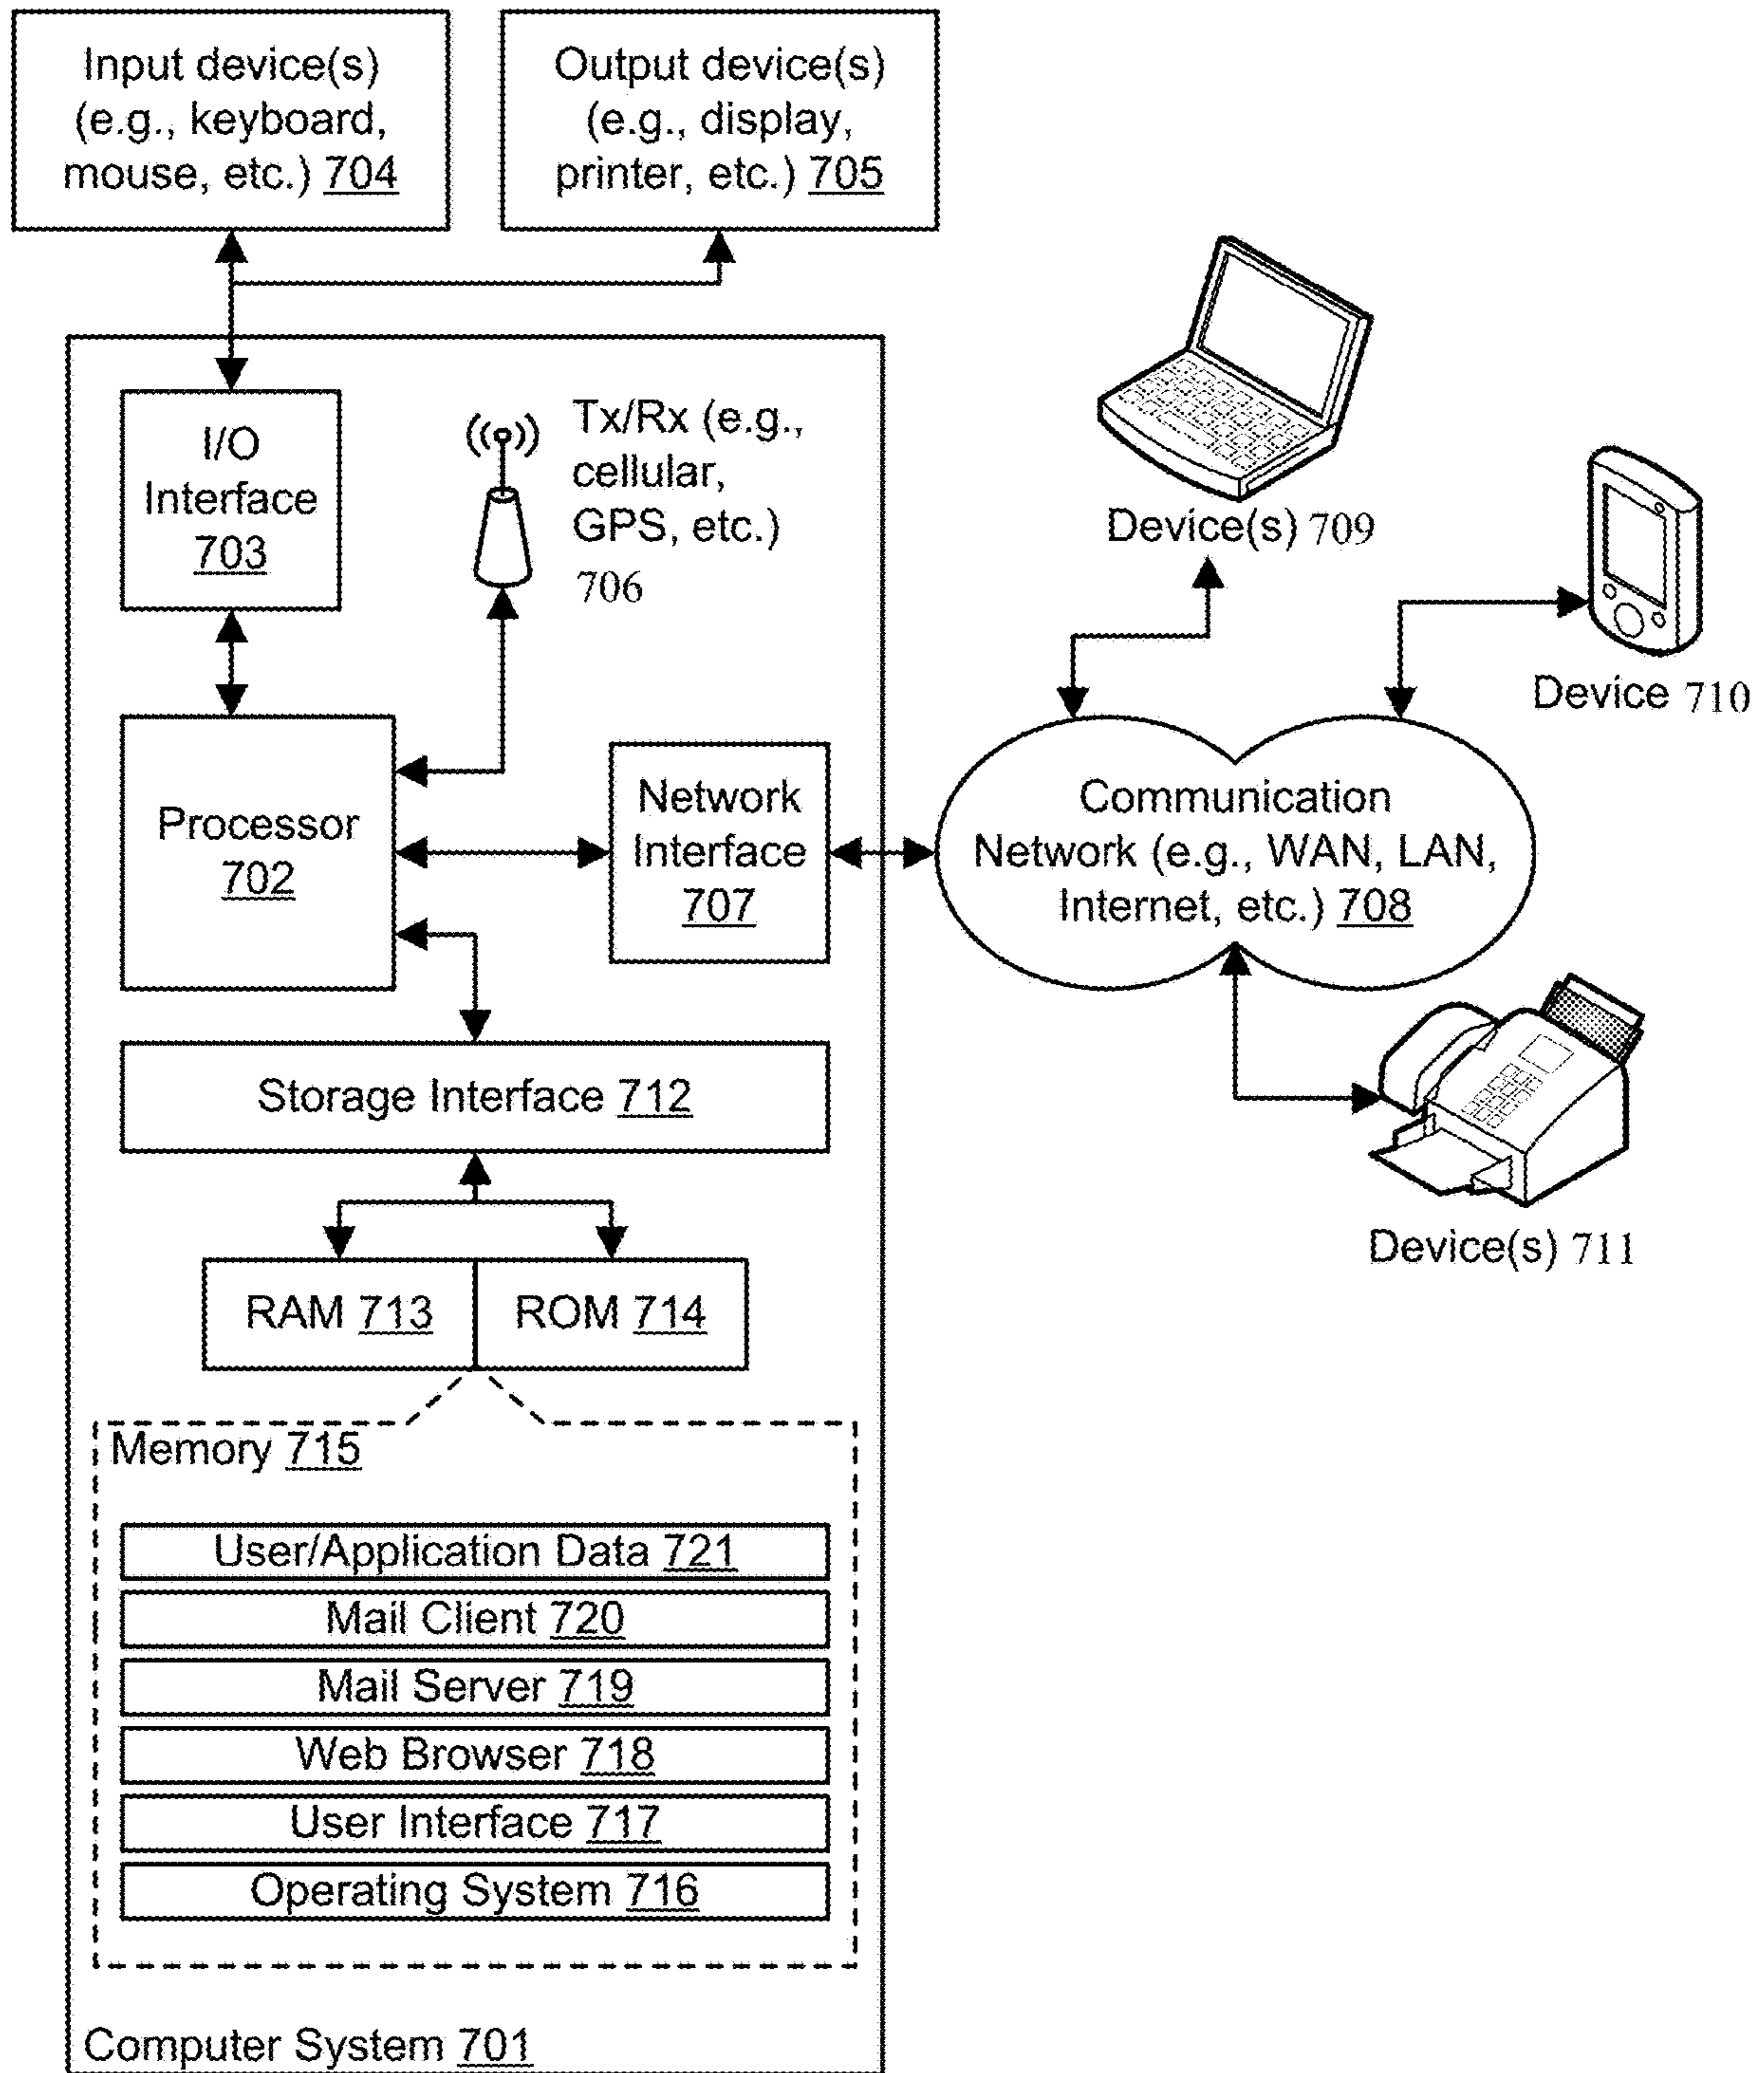 Input device(s)
(e.g., keyboard,
mouse, etc.) 704
Output device(s)
(e.g., display,
printer, etc.) 705
I/O
Interface
703
Tx/Rx (e.g.,
cellular,
GPS, etc.)
706
Device(s) 709
Device 710
Processor
702
Network
Interface
707
Communication
Network (e.g., WAN, LAN,
Internet, etc.) 708
Storage Interface 712
Device(s) 711
RAM 713
ROM 714
Memory 715
User/Application Data 721
Mail Client 720
Mail Server 719
Web Browser 718
User Interface 717
Operating System 716
Computer System 701